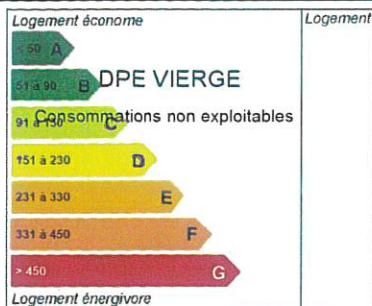 Logement économe
Logement
≤ 50 A
51 à 90 B
DPE VIERGE
Consommations non exploitables
91 à 150 C
151 à 230 D
231 à 330 E
331 à 450 F
> 450 G
Logement énergivore